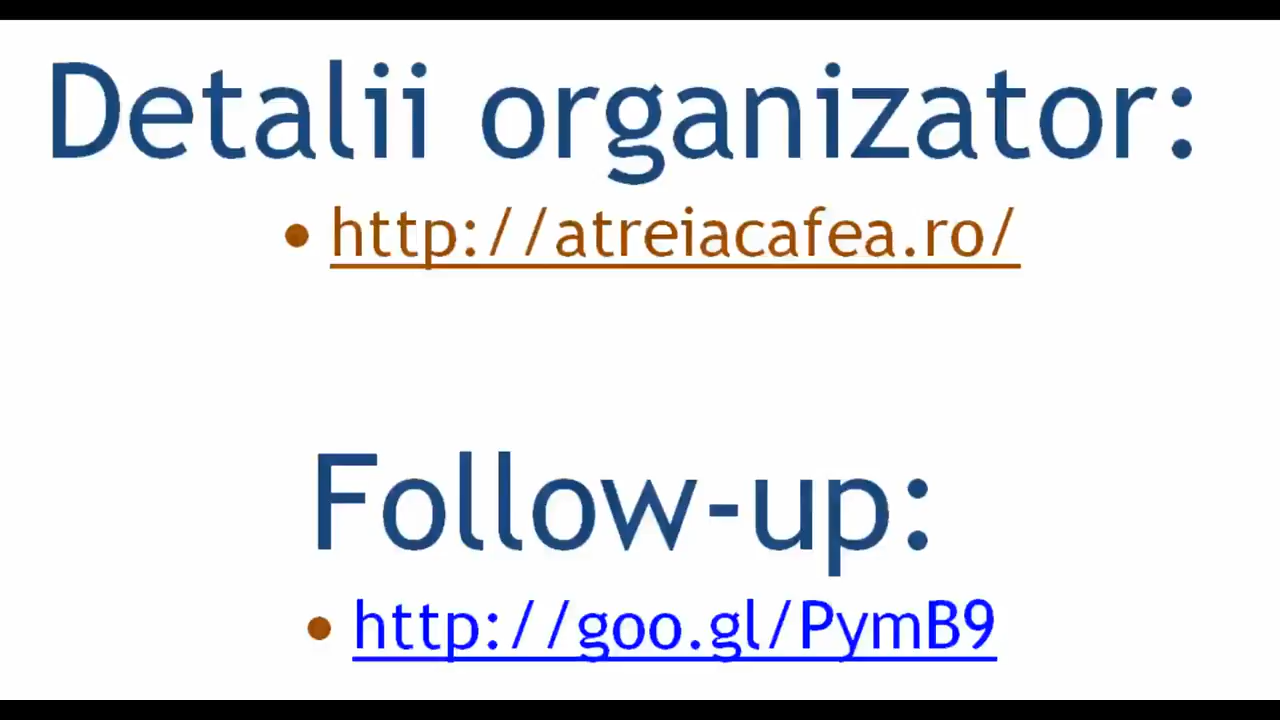 Detalii organizator:
• http://atreiacafea.ro/
Follow-up:
• http://goo.gl/PymB9